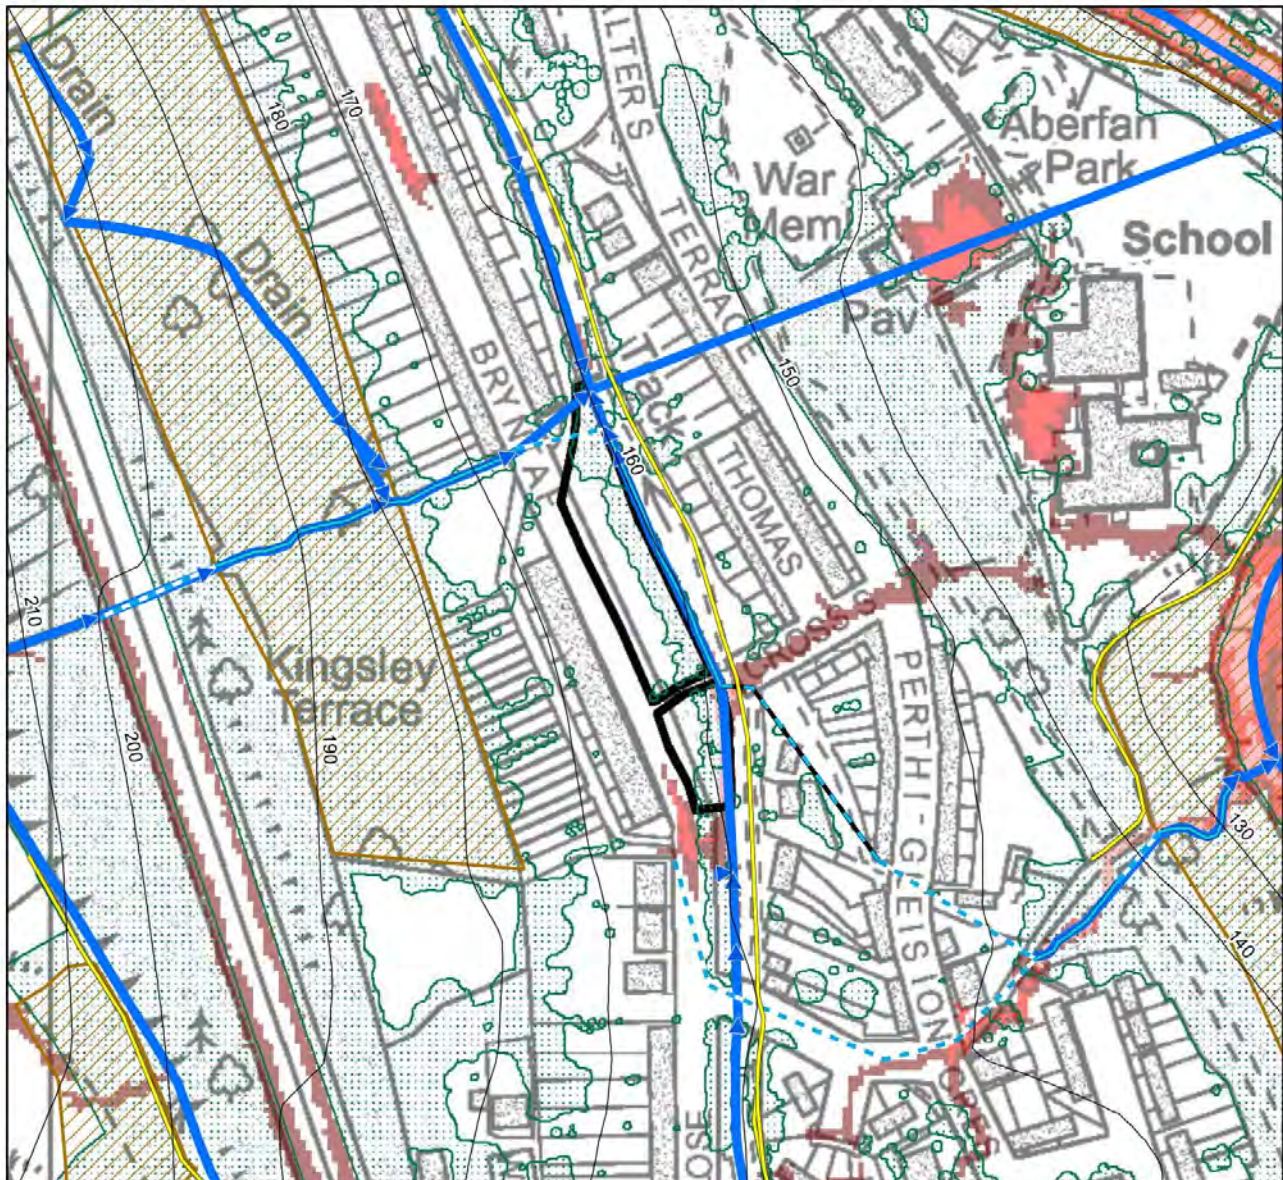 Drain
180
170
ALTERS
TERRACE
War
Mem
Aberfan
Park
School
Drain
Pav
BRYN
Track
150
160
THOMAS
210
Kingsley
Terrace
200
190
CROSS
PERTHI-GLEISION
130
140
OSE